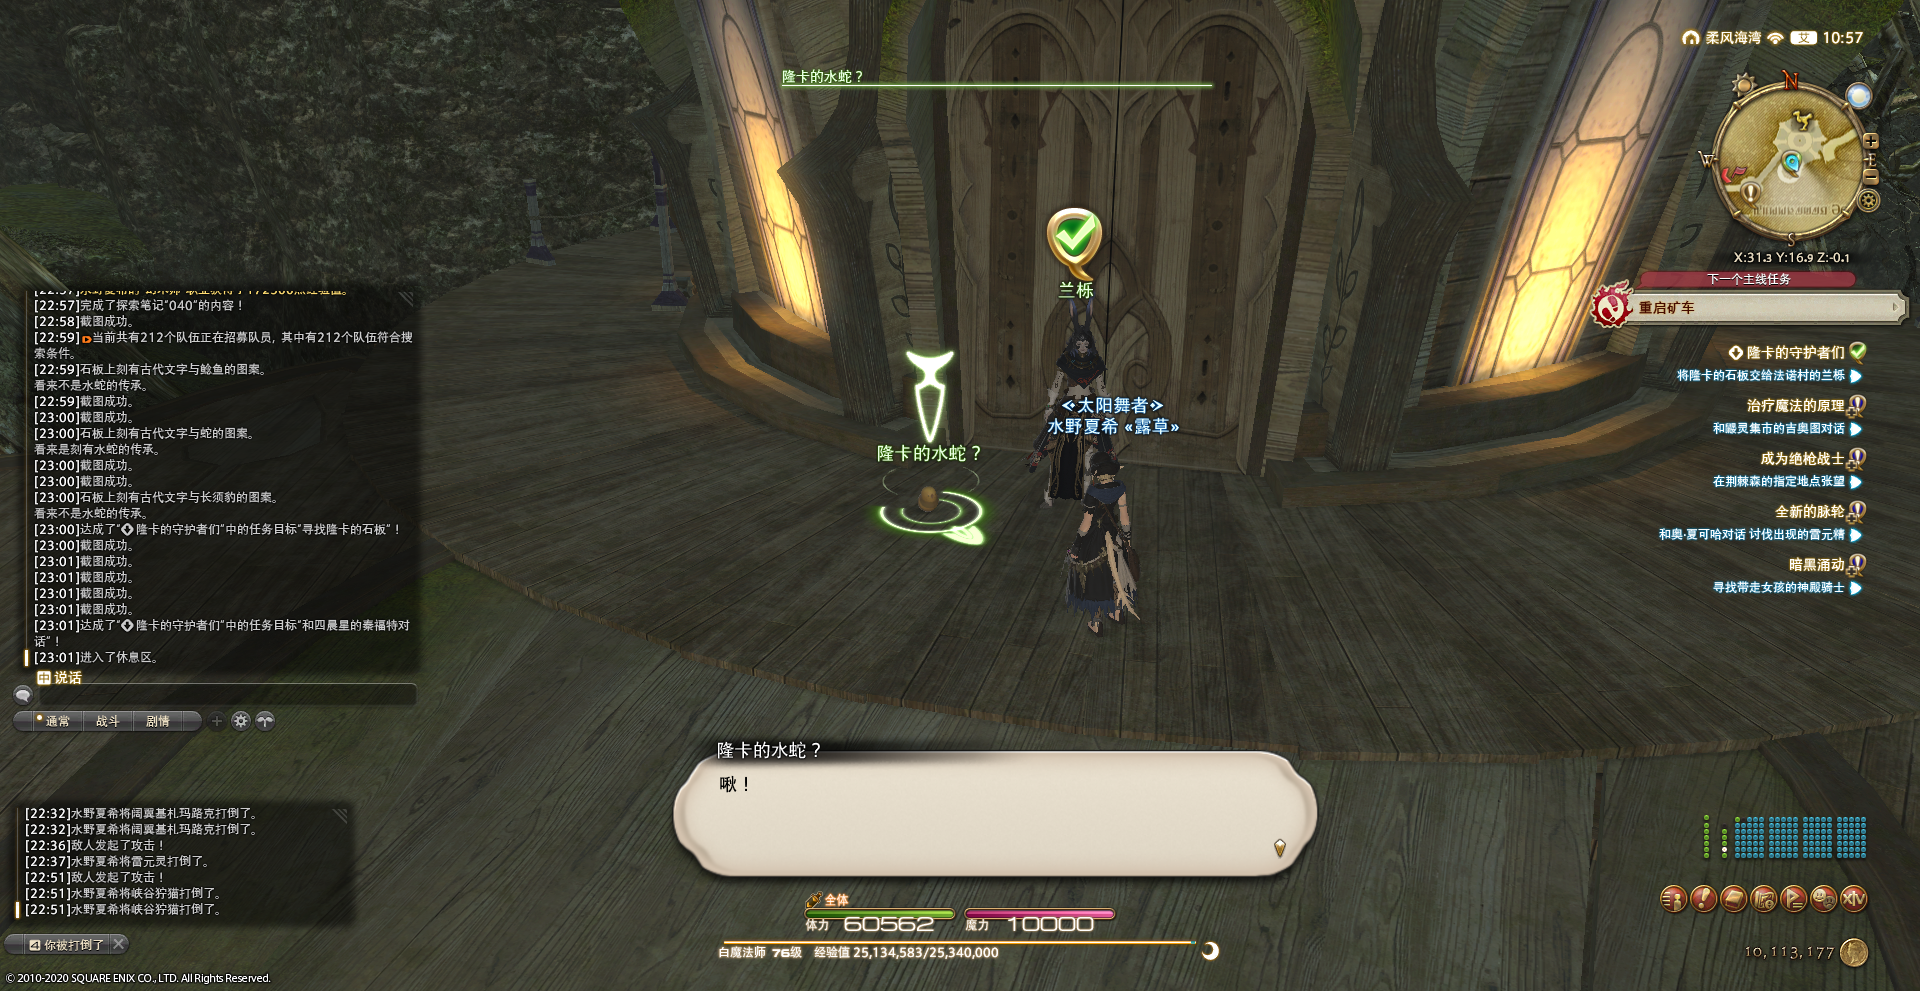 隆卡的水蛇？
柔风海湾 艾 10:57
N
W
E
S
X:31.3 Y:16.9 Z:-0.1
下一个主线任务
重启矿车
隆卡的守护者们
将隆卡的石板交给法诺村的兰栎
治疗魔法的原理
和鼹灵集市的吉奥图对话
成为绝枪战士
在荆棘森的指定地点张望
全新的脉轮
和奥·夏可哈对话 讨伐出现的雷元精
暗黑涌动
寻找带走女孩的神殿骑士
兰栎
太阳舞者
水野夏希 «露草»
隆卡的水蛇？
[22:57]完成了探索笔记“040”的内容！
[22:58]截图成功。
[22:59]当前共有212个队伍正在招募队员，其中有212个队伍符合搜
索条件。
[22:59]石板上刻有古代文字与鲶鱼的图案。
看来不是水蛇的传承。
[22:59]截图成功。
[23:00]截图成功。
[23:00]石板上刻有古代文字与蛇的图案。
看来是刻有水蛇的传承。
[23:00]截图成功。
[23:00]截图成功。
[23:00]石板上刻有古代文字与长须豹的图案。
看来不是水蛇的传承。
[23:00]达成了“隆卡的守护者们”中的任务目标“寻找隆卡的石板”！
[23:00]截图成功。
[23:01]截图成功。
[23:01]截图成功。
[23:01]截图成功。
[23:01]截图成功。
[23:01]达成了“隆卡的守护者们”中的任务目标“和四晨星的秦福特对
话”！
[23:01]进入了休息区。
田 说话
通常 战斗 剧情
隆卡的水蛇？
啾！
[22:32]水野夏希将阔翼基札玛路克打倒了。
[22:32]水野夏希将阔翼基札玛路克打倒了。
[22:36]敌人发起了攻击！
[22:37]水野夏希将雷元灵打倒了。
[22:51]敌人发起了攻击！
[22:51]水野夏希将峡谷狞猫打倒了。
[22:51]水野夏希将峡谷狞猫打倒了。
4 你被打倒了
全体
体力 60562 魔力 10000
白魔法师 76级 经验值 25,134,583/25,340,000
XIV
10,113,177
© 2010-2020 SQUARE ENIX CO., LTD. All Rights Reserved.